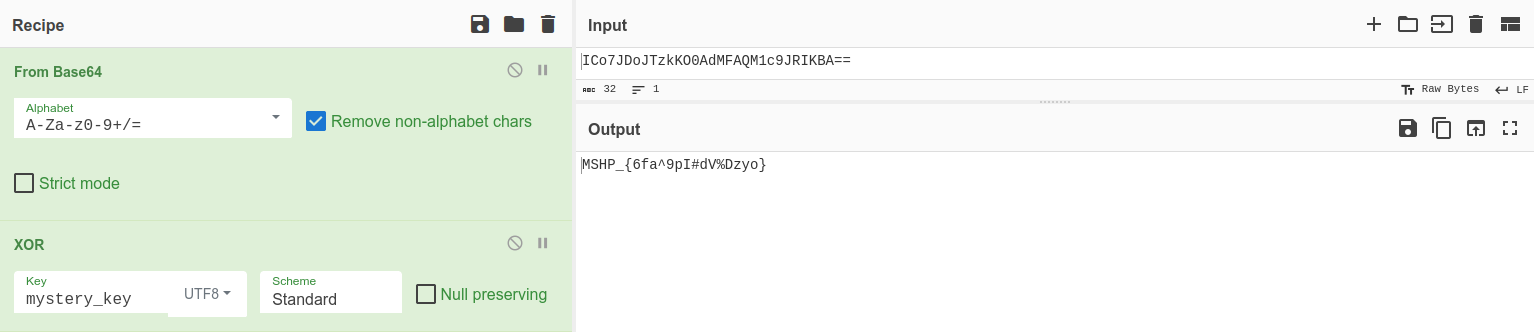 Recipe
From Base64
Alphabet
A-Za-z0-9+/=
Remove non-alphabet chars
Strict mode
XOR
Key
mystery_key
UTF8
Scheme
Standard
Null preserving
Input
ICo7JDoJTzkKO0AdMFAQM1c9JRIKBA==
ABC 32 1 Tт Raw Bytes LF
Output
MSHP_{6fa^9pI#dV%Dzyo}